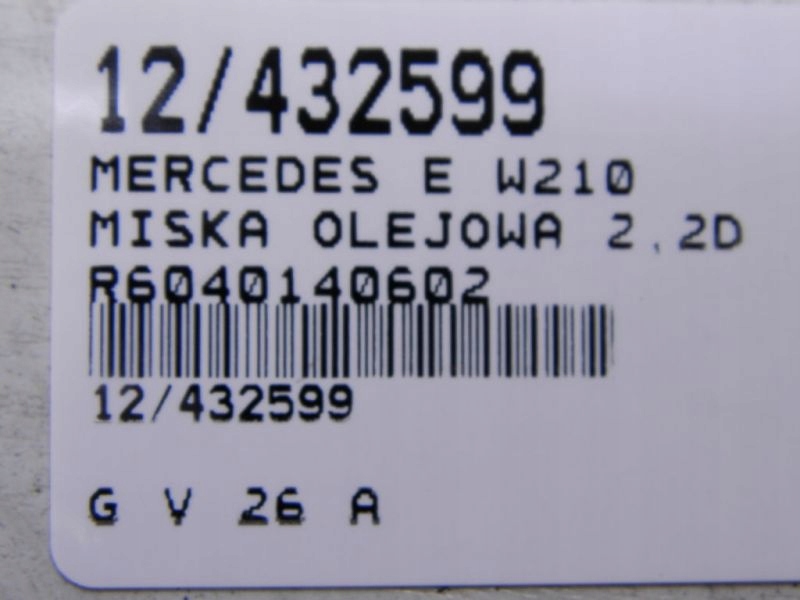 12/432599
MERCEDES E W210
MISKA OLEJOWA 2.2D
R6040140602
12/432599
G V 26 A